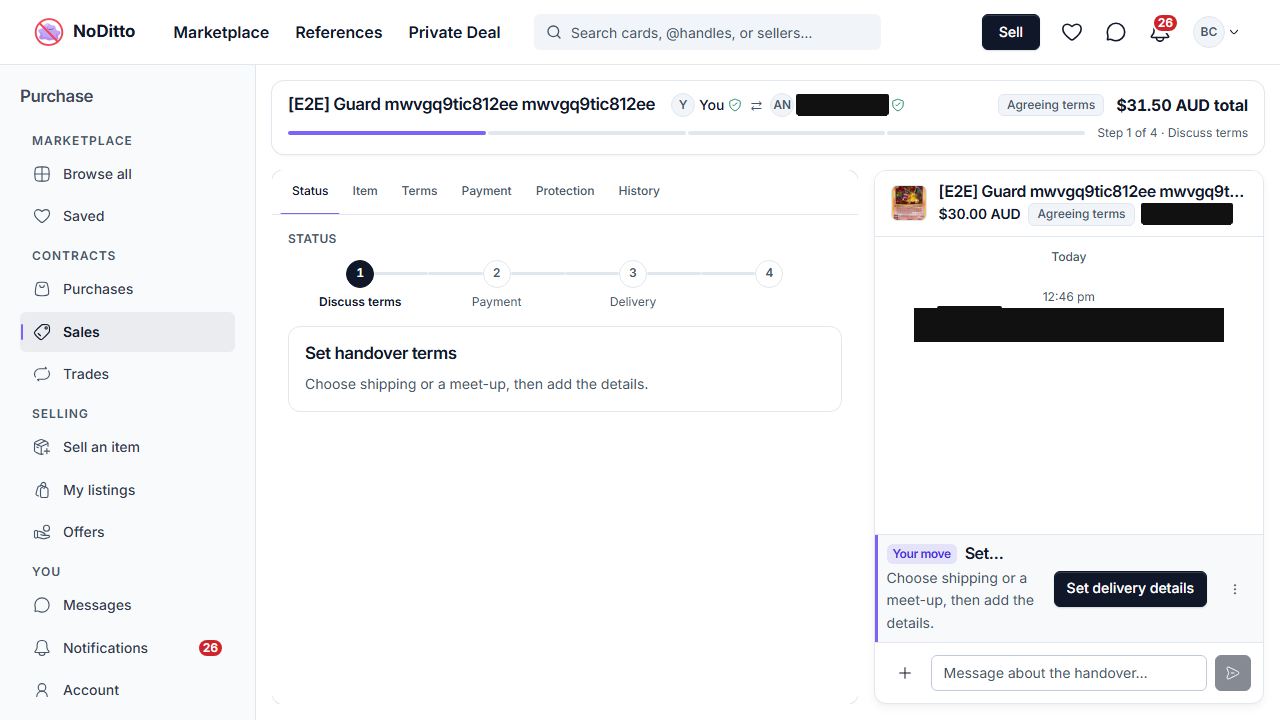 NoDitto
Marketplace
References
Private Deal
Search cards, @handles, or sellers...
Sell
26
BC
Purchase
MARKETPLACE
Browse all
Saved
CONTRACTS
Purchases
Sales
Trades
SELLING
Sell an item
My listings
Offers
YOU
Messages
Notifications
26
Account
[E2E] Guard mwvgq9tic812ee mwvgq9tic812ee
Y
You
AN
Agreeing terms
$31.50 AUD total
Step 1 of 4 · Discuss terms
Status
Item
Terms
Payment
Protection
History
STATUS
1
2
3
4
Discuss terms
Payment
Delivery
Set handover terms
Choose shipping or a meet-up, then add the details.
[E2E] Guard mwvgq9tic812ee mwvgq9t...
$30.00 AUD
Agreeing terms
Today
12:46 pm
Your move
Set...
Choose shipping or a
meet-up, then add the
details.
Set delivery details
Message about the handover...